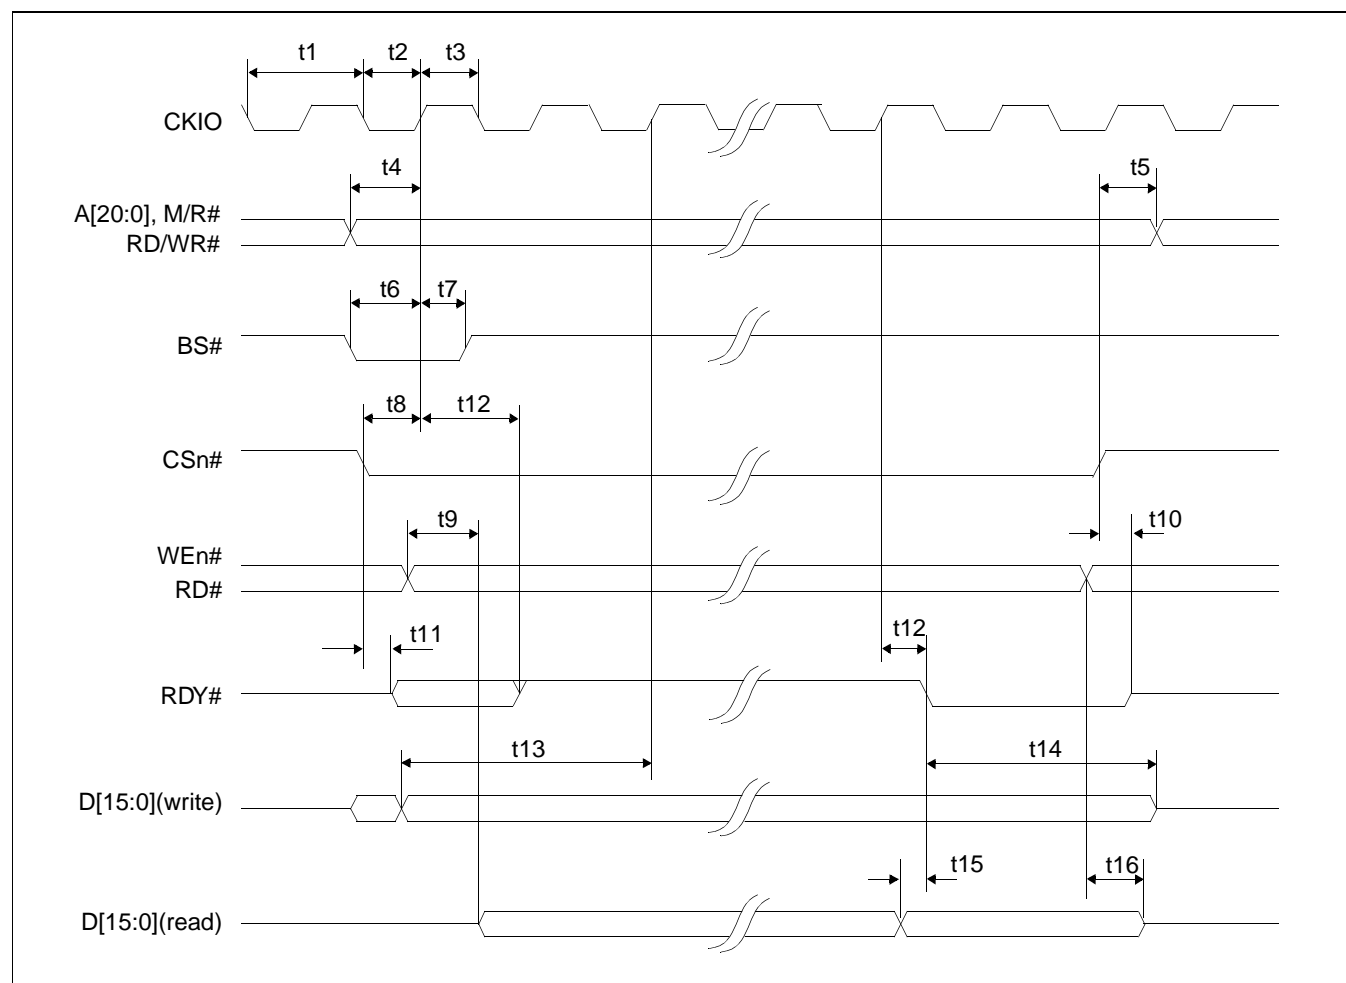 t1
t2
t3
CKIO
t4
t5
A[20:0], M/R#
RD/WR#
t6
t7
BS#
t8
t12
CSn#
t9
t10
WEn#
RD#
t11
t12
RDY#
t13
t14
D[15:0](write)
t15
t16
D[15:0](read)